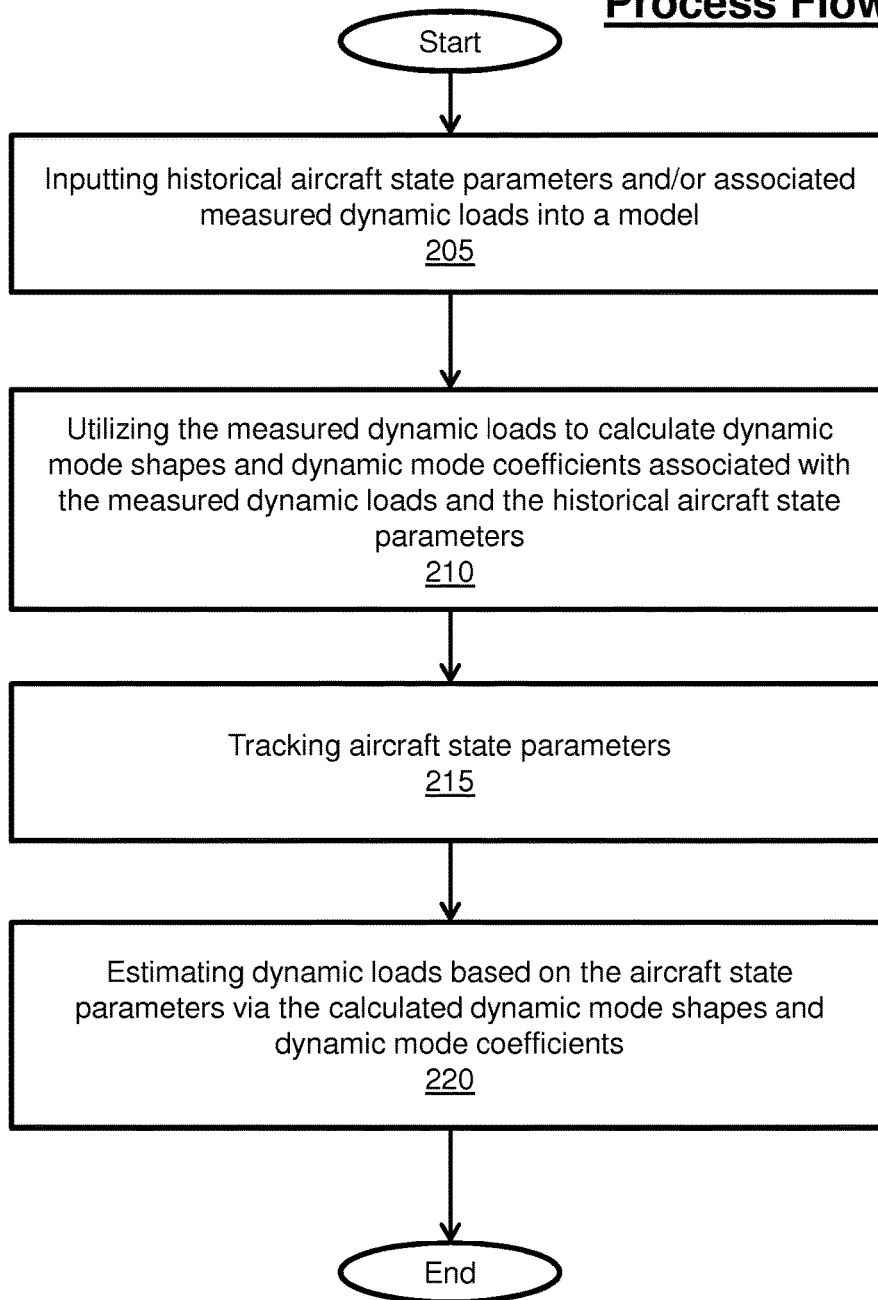 Process Flow
Start
Inputting historical aircraft state parameters and/or associated
measured dynamic loads into a model
205
Utilizing the measured dynamic loads to calculate dynamic
mode shapes and dynamic mode coefficients associated with
the measured dynamic loads and the historical aircraft state
parameters
210
Tracking aircraft state parameters
215
Estimating dynamic loads based on the aircraft state
parameters via the calculated dynamic mode shapes and
dynamic mode coefficients
220
End